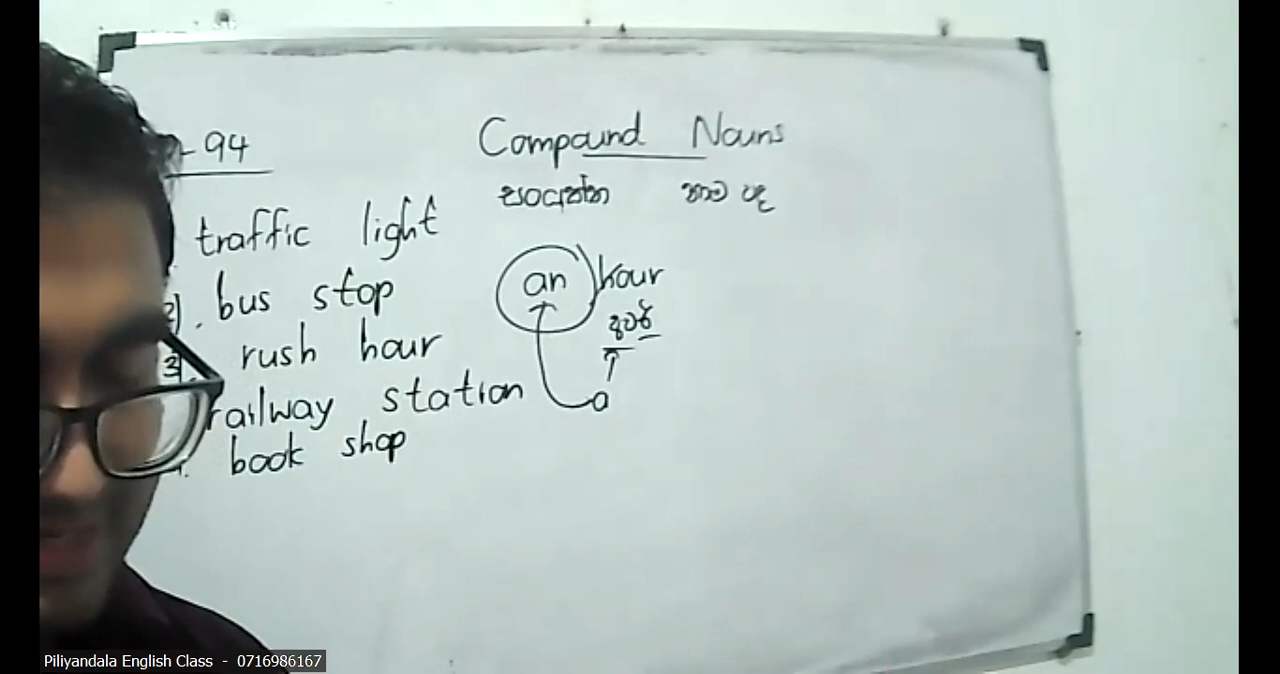 - 94
Compound Nouns
නාම පද
traffic light
an hour
2). bus stop
අවර්
3). rush hour
a
railway station
book shop
Piliyandala English Class - 0716986167